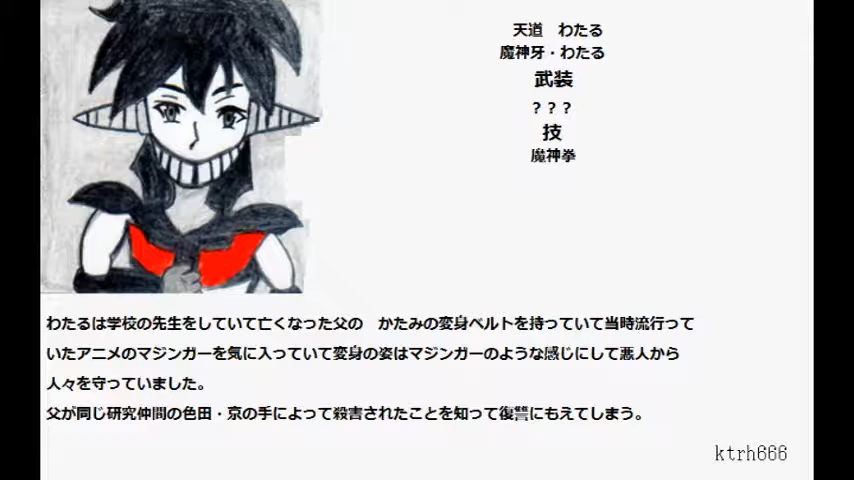 天道　わたる
魔神牙・わたる
武装
？？？
技
魔神拳
わたるは学校の先生をしていて亡くなった父の　かたみの変身ベルトを持っていて当時流行って
いたアニメのマジンガーを気に入っていて変身の姿はマジンガーのような感じにして悪人から
人々を守っていました。
父が同じ研究仲間の色田・京の手によって殺害されたことを知って復讐にもえてしまう。
ktrh666